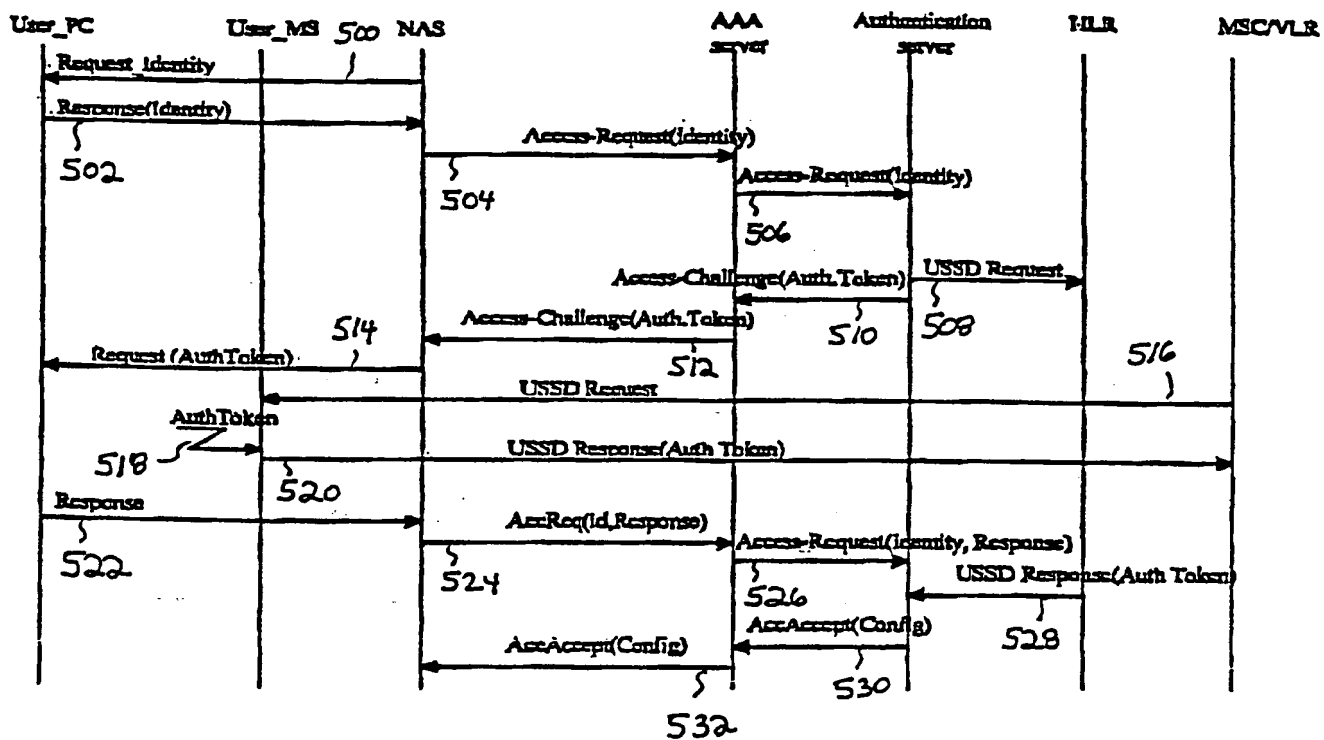 User_PC
User_MS
500
NAS
AAA server
Authentication server
HLR
MSC/VLR
Request_Identity
Response(Identity)
502
Access-Request(Identity)
504
Access-Request(Identity)
506
USSD Request
508
Access-Challenge(Auth.Token)
510
Access-Challenge(Auth.Token)
512
514
Request (AuthToken)
516
USSD Request
AuthToken
518
USSD Response(Auth Token)
520
Response
522
AccReq(Id,Response)
524
Access-Request(Identity, Response)
526
USSD Response(Auth Token)
528
AccAccept(Config)
530
AccAccept(Config)
532